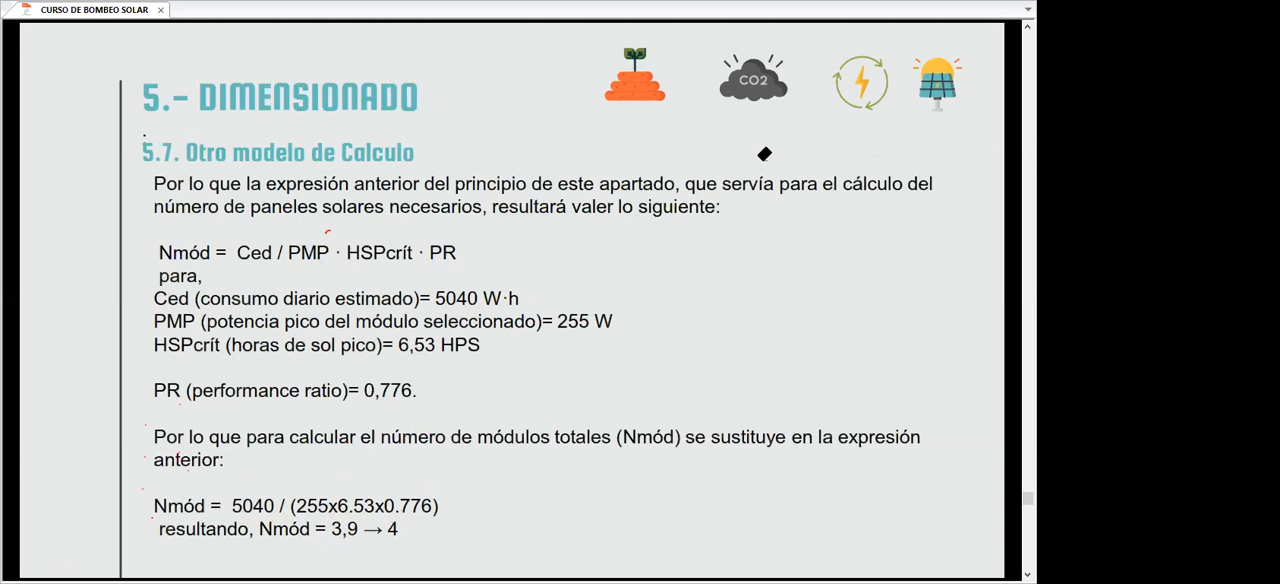 CURSO DE BOMBEO SOLAR
CO2
5.- DIMENSIONADO
5.7. Otro modelo de Calculo
Por lo que la expresión anterior del principio de este apartado, que servía para el cálculo del
número de paneles solares necesarios, resultará valer lo siguiente:
Nmód = Ced / PMP · HSPcrít · PR
para,
Ced (consumo diario estimado)= 5040 W·h
PMP (potencia pico del módulo seleccionado)= 255 W
HSPcrít (horas de sol pico)= 6,53 HPS
PR (performance ratio)= 0,776.
Por lo que para calcular el número de módulos totales (Nmód) se sustituye en la expresión
anterior:
Nmód = 5040 / (255x6.53x0.776)
resultando, Nmód = 3,9 → 4